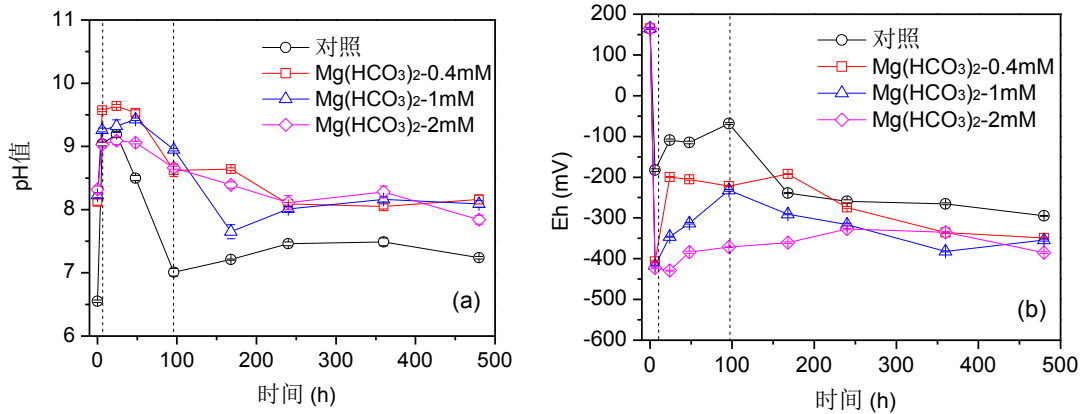 11
10
9
8
7
6
pH值
0
100
200
300
400
500
时间 (h)
对照
Mg(HCO₃)₂-0.4mM
Mg(HCO₃)₂-1mM
Mg(HCO₃)₂-2mM
(a)
200
100
0
-100
-200
-300
-400
-500
-600
Eh (mV)
0
100
200
300
400
500
时间 (h)
对照
Mg(HCO₃)₂-0.4mM
Mg(HCO₃)₂-1mM
Mg(HCO₃)₂-2mM
(b)